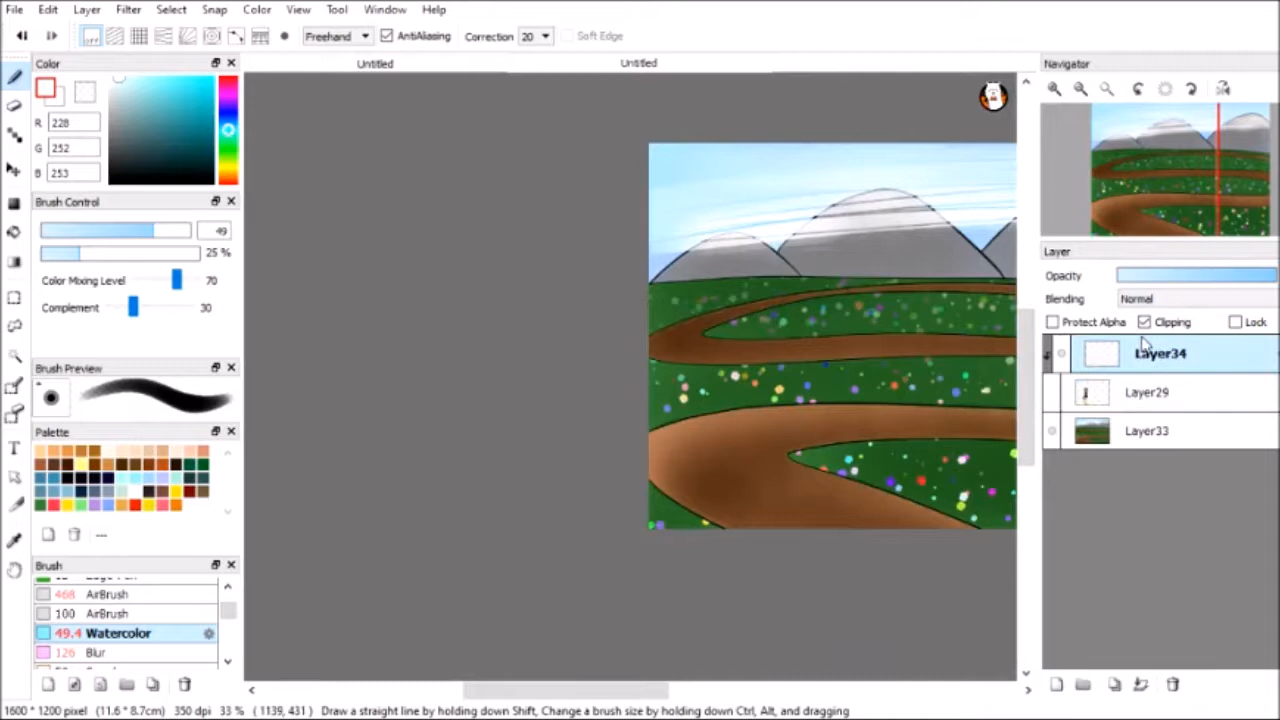 File Edit Layer Filter Select Snap Color View Tool Window Help
OFF Freehand AntiAliasing Correction 20 Soft Edge
Color Untitled Untitled Navigator
R 228
G 252
B 253
Brush Control
49
25 %
Color Mixing Level 70
Complement 30
Brush Preview
Palette
---
Brush
468 AirBrush
100 AirBrush
49.4 Watercolor
126 Blur
Layer
Opacity
Blending Normal
Protect Alpha Clipping Lock
Layer34
Layer29
Layer33
1600 * 1200 pixel (11.6 * 8.7cm) 350 dpi 33 % ( 1139, 431 ) Draw a straight line by holding down Shift, Change a brush size by holding down Ctrl, Alt, and dragging